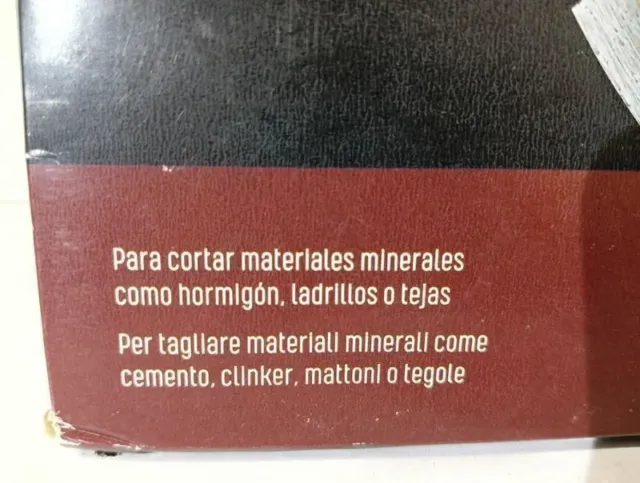 Para cortar materiales minerales
como hormigón, ladrillos o tejas
Per tagliare materiali minerali come
cemento, clinker, mattoni o tegole